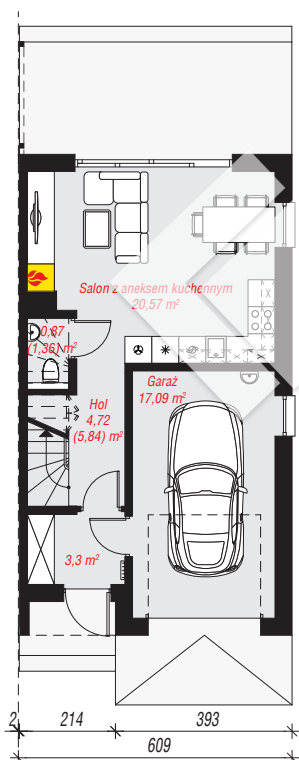 Salon z aneksem kuchennym
20,57 m²
0,87
(1,36) m²
Garaż
17,09 m²
Hol
4,72
(5,84) m²
3,3 m²
2 214 393
609